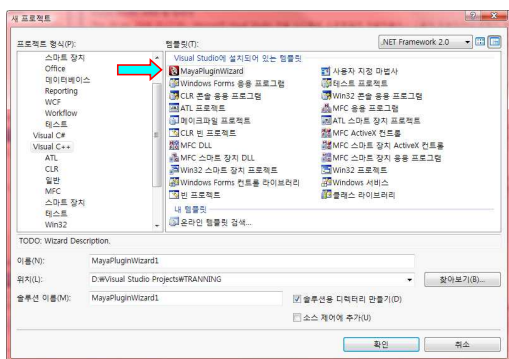 새 프로젝트
프로젝트 형식(P):
템플릿(T):
.NET Framework 2.0
스마트 장치
Office
데이터베이스
Reporting
WCF
Workflow
테스트
Visual C#
Visual C++
ATL
CLR
일반
MFC
스마트 장치
테스트
Win32
Visual Studio에 설치되어 있는 템플릿
MayaPluginWizard
사용자 지정 마법사
Windows Forms 응용 프로그램
테스트 프로젝트
CLR 콘솔 응용 프로그램
Win32 콘솔 응용 프로그램
ATL 프로젝트
MFC 응용 프로그램
메이크파일 프로젝트
ATL 스마트 장치 프로젝트
CLR 빈 프로젝트
MFC ActiveX 컨트롤
MFC DLL
MFC 스마트 장치 ActiveX 컨트롤
MFC 스마트 장치 DLL
MFC 스마트 장치 응용 프로그램
Win32 스마트 장치 프로젝트
Win32 프로젝트
Windows Forms 컨트롤 라이브러리
Windows 서비스
빈 프로젝트
클래스 라이브러리
내 템플릿
온라인 템플릿 검색...
TODO: Wizard Description.
이름(N):
MayaPluginWizard1
위치(L):
D:₩Visual Studio Projects₩TRANNING
찾아보기(B)...
솔루션 이름(M):
MayaPluginWizard1
솔루션용 디렉터리 만들기(D)
소스 제어에 추가(U)
확인
취소